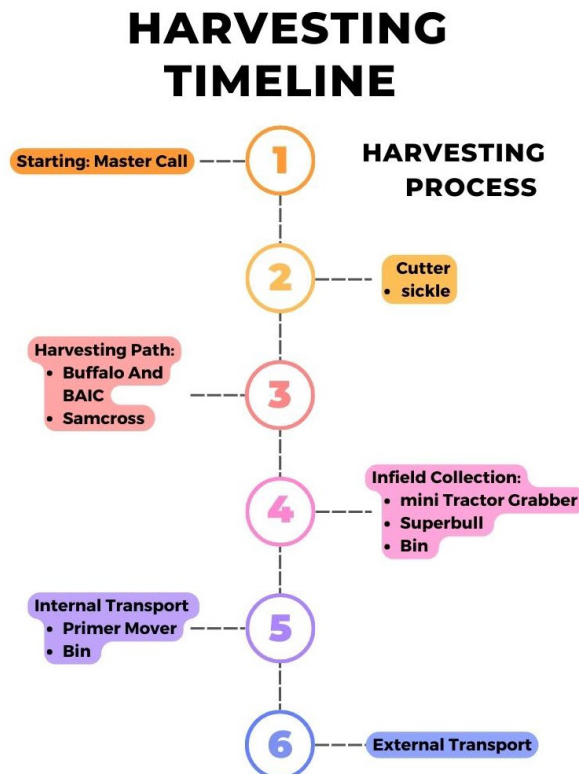 HARVESTING
TIMELINE
Starting: Master Call
1
HARVESTING
PROCESS
2
Cutter
• sickle
Harvesting Path:
• Buffalo And
BAIC
• Samcross
3
Infield Collection:
• mini Tractor Grabber
• Superbull
• Bin
4
Internal Transport
• Primer Mover
• Bin
5
6
External Transport